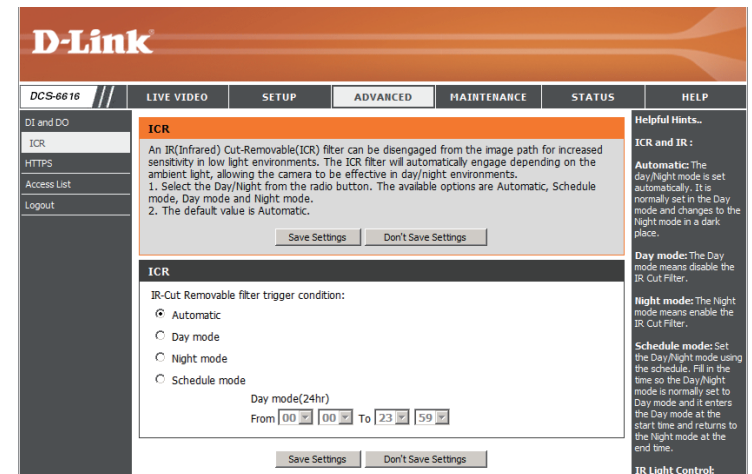 D-Link
DCS-6616
LIVE VIDEO
SETUP
ADVANCED
MAINTENANCE
STATUS
HELP
DI and DO
ICR
HTTPS
Access List
Logout
ICR
An IR(Infrared) Cut-Removable(ICR) filter can be disengaged from the image path for increased
sensitivity in low light environments. The ICR filter will automatically engage depending on the
ambient light, allowing the camera to be effective in day/night environments.
1. Select the Day/Night from the radio button. The available options are Automatic, Schedule
mode, Day mode and Night mode.
2. The default value is Automatic.
Save Settings
Don't Save Settings
ICR
IR-Cut Removable filter trigger condition:
Automatic
Day mode
Night mode
Schedule mode
Day mode(24hr)
From 00 00 To 23 59
Save Settings
Don't Save Settings
Helpful Hints..
ICR and IR :
Automatic: The
day/Night mode is set
automatically. It is
normally set in the Day
mode and changes to the
Night mode in a dark
place.
Day mode: The Day
mode means disable the
IR Cut Filter.
Night mode: The Night
mode means enable the
IR Cut Filter.
Schedule mode: Set
the Day/Night mode using
the schedule. Fill in the
time so the Day/Night
mode is normally set to
Day mode and it enters
the Day mode at the
start time and returns to
the Night mode at the
end time.
IR Light Control: